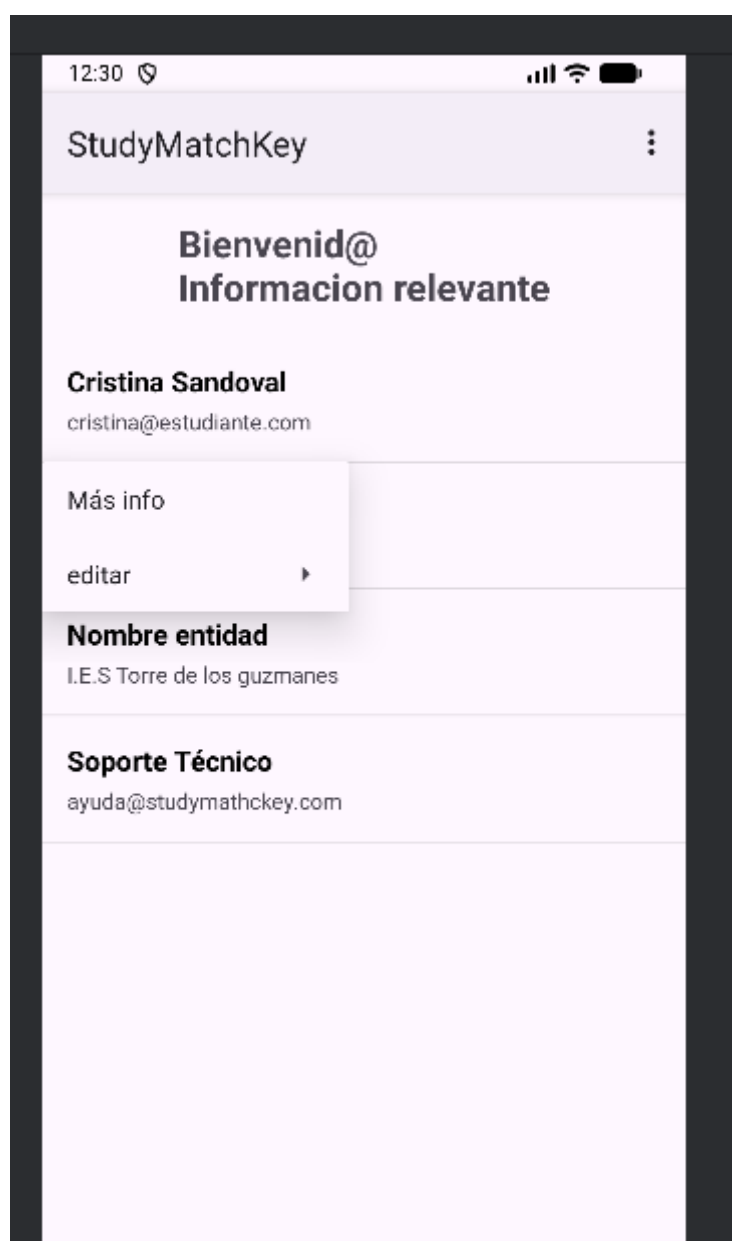 12:30
StudyMatchKey
Bienvenid@
Informacion relevante
Cristina Sandoval
cristina@estudiante.com
Más info
editar
Nombre entidad
I.E.S Torre de los guzmanes
Soporte Técnico
ayuda@studymathckey.com